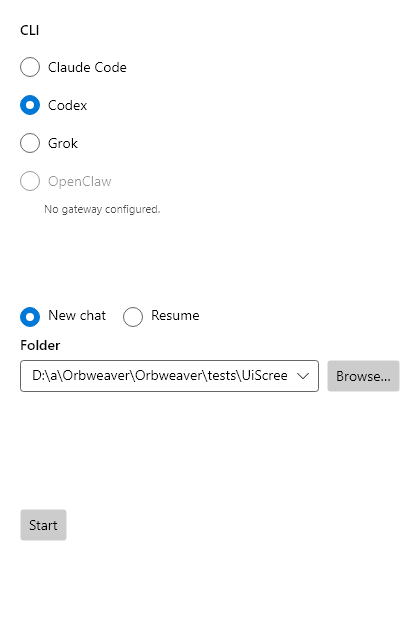 CLI
Claude Code
Codex
Grok
OpenClaw
No gateway configured.
New chat Resume
Folder
D:\a\Orbweaver\Orbweaver\tests\UiScree Browse...
Start